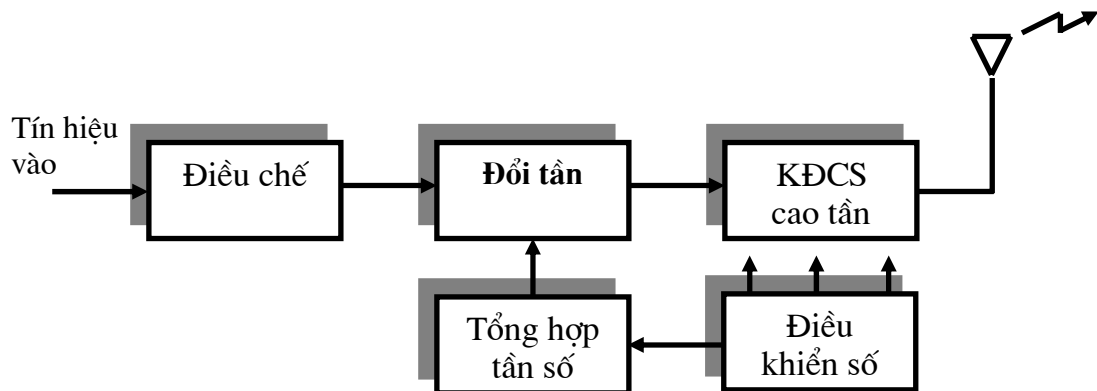 Tín hiệu
vào
Điều chế
Đổi tần
KĐCS
cao tần
Tổng hợp
tần số
Điều
khiển số